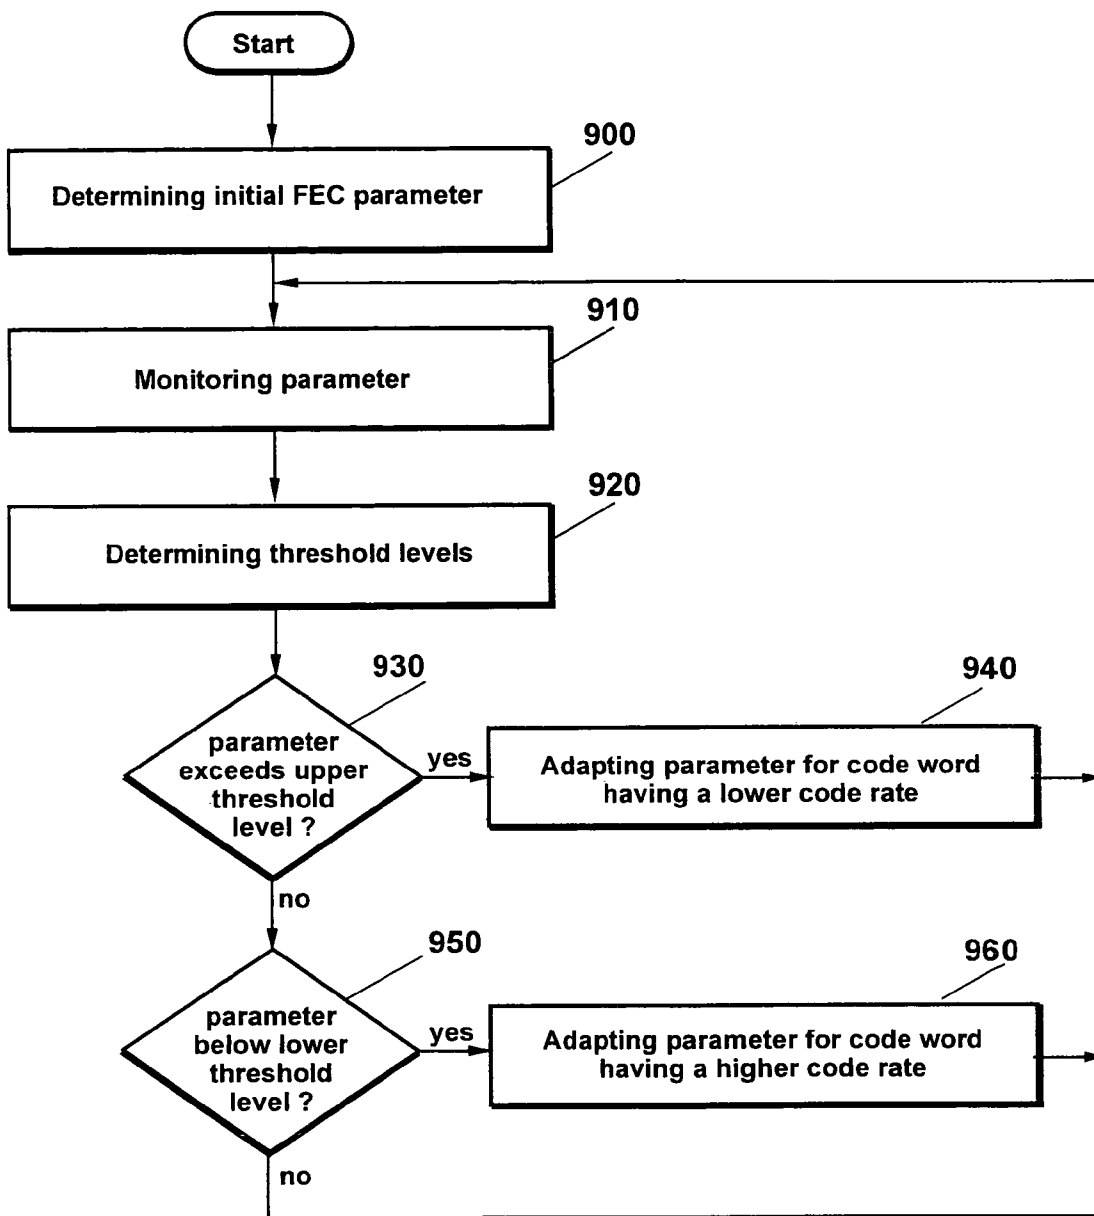 Start
900
Determining initial FEC parameter
910
Monitoring parameter
920
Determining threshold levels
930
parameter
exceeds upper
threshold
level ?
yes
940
Adapting parameter for code word
having a lower code rate
no
950
parameter
below lower
threshold
level ?
yes
960
Adapting parameter for code word
having a higher code rate
no